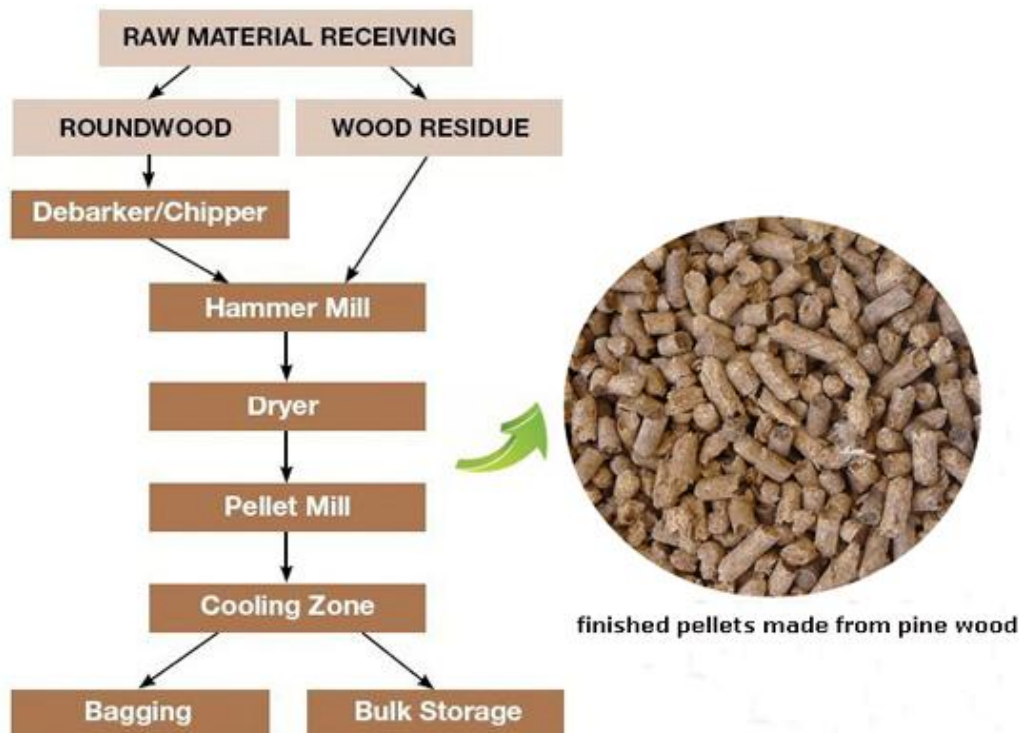 RAW MATERIAL RECEIVING
ROUNDWOOD
WOOD RESIDUE
Debarker/Chipper
Hammer Mill
Dryer
Pellet Mill
Cooling Zone
finished pellets made from pine wood
Bagging
Bulk Storage